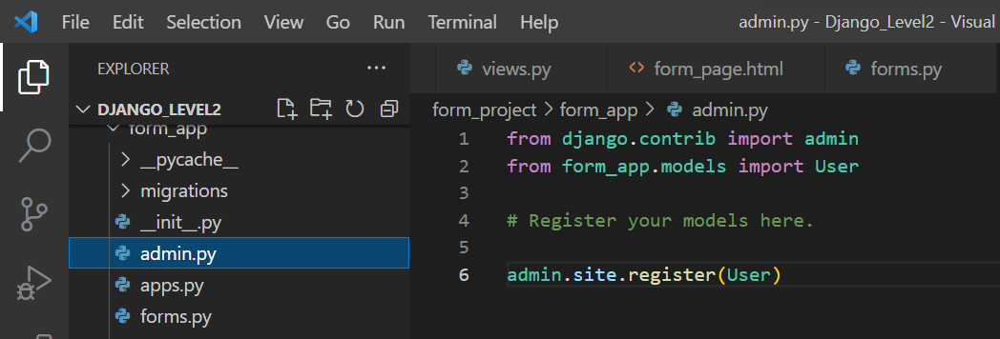 File Edit Selection View Go Run Terminal Help admin.py - Django_Level2 - Visual
EXPLORER ...
views.py <> form_page.html forms.py
DJANGO_LEVEL2
form_project > form_app > admin.py
form_app
__pycache__
migrations
__init__.py
admin.py
apps.py
forms.py
1 from django.contrib import admin
2 from form_app.models import User
3
4 # Register your models here.
5
6 admin.site.register(User)